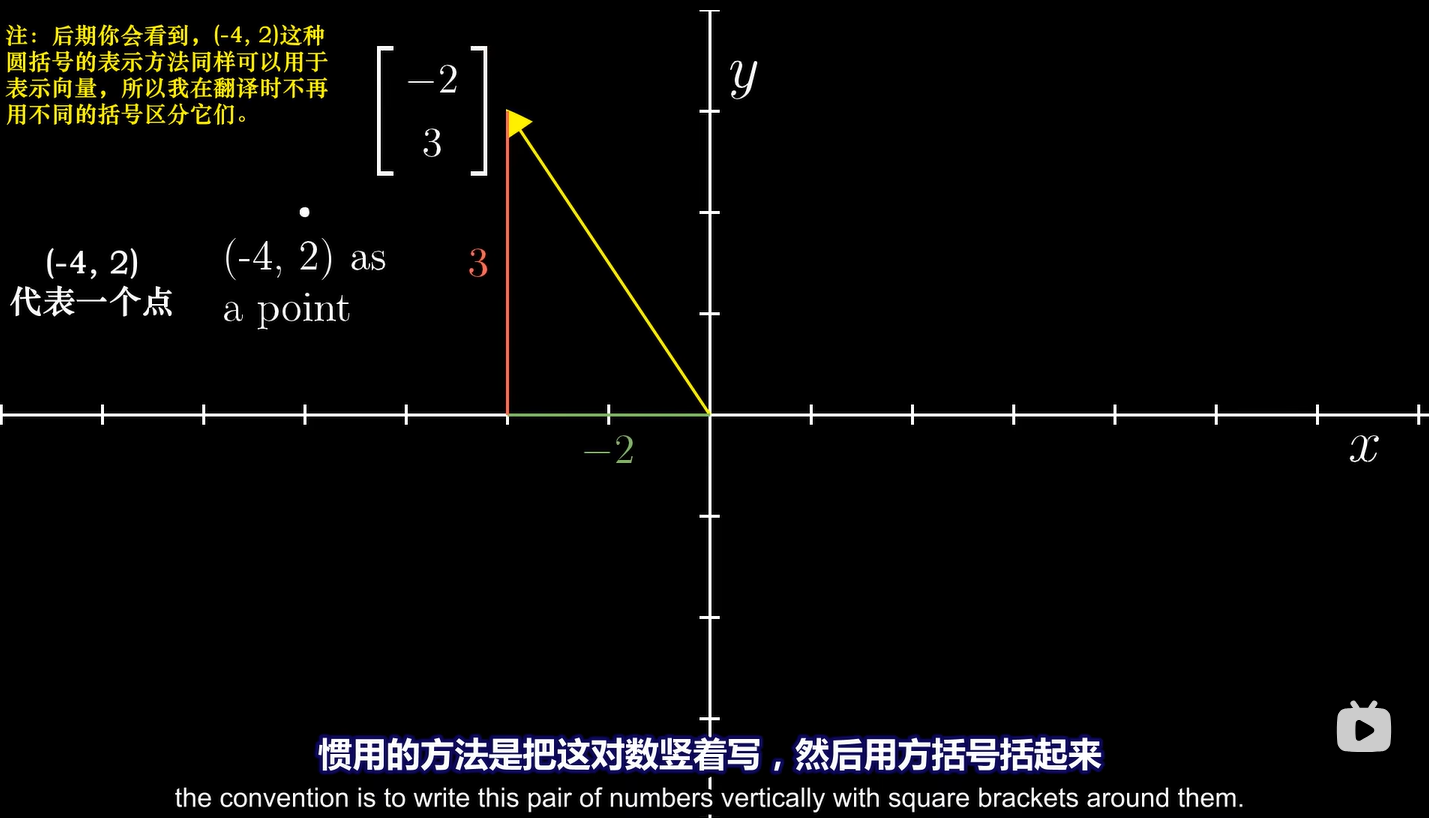 注：后期你会看到，(-4, 2)这种
圆括号的表示方法同样可以用于
表示向量，所以我在翻译时不再
用不同的括号区分它们。
−2
3
y
(-4, 2)
代表一个点
(-4, 2) as
a point
3
−2
x
惯用的方法是把这对数竖着写，然后用方括号括起来
the convention is to write this pair of numbers vertically with square brackets around them.